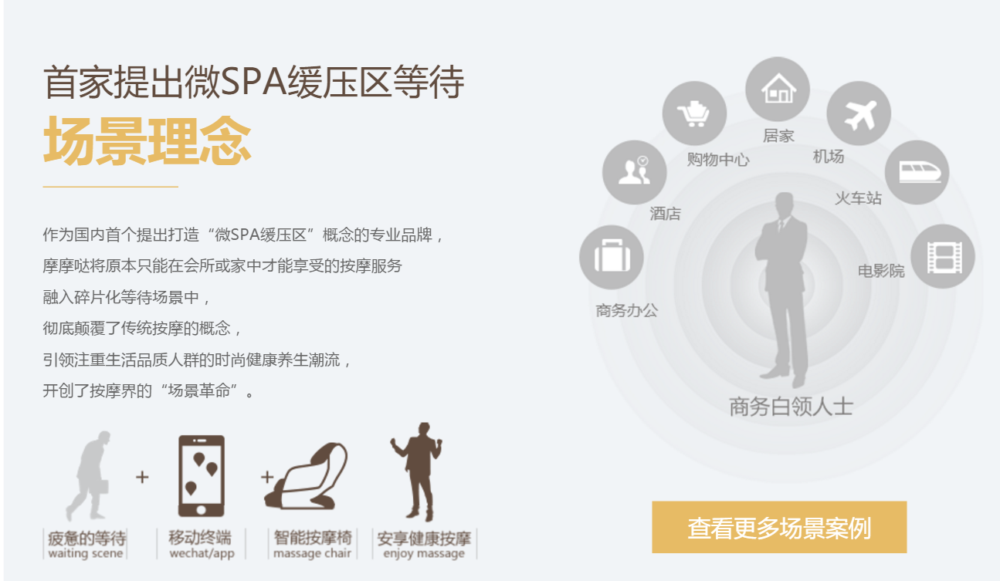 首家提出微SPA缓压区等待
场景理念
作为国内首个提出打造“微SPA缓压区”概念的专业品牌，
摩摩哒将原本只能在会所或家中才能享受的按摩服务
融入碎片化等待场景中，
彻底颠覆了传统按摩的概念，
引领注重生活品质人群的时尚健康养生潮流，
开创了按摩界的“场景革命”。
疲惫的等待
waiting scene
+
移动终端
wechat/app
+
智能按摩椅
massage chair
安享健康按摩
enjoy massage
居家
购物中心
机场
酒店
火车站
商务办公
电影院
商务白领人士
查看更多场景案例